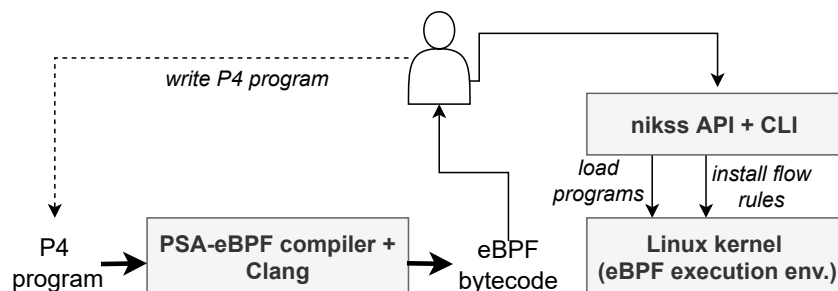 write P4 program
nikss API + CLI
load
programs
install flow
rules
P4
program
PSA-eBPF compiler +
Clang
eBPF
bytecode
Linux kernel
(eBPF execution env.)